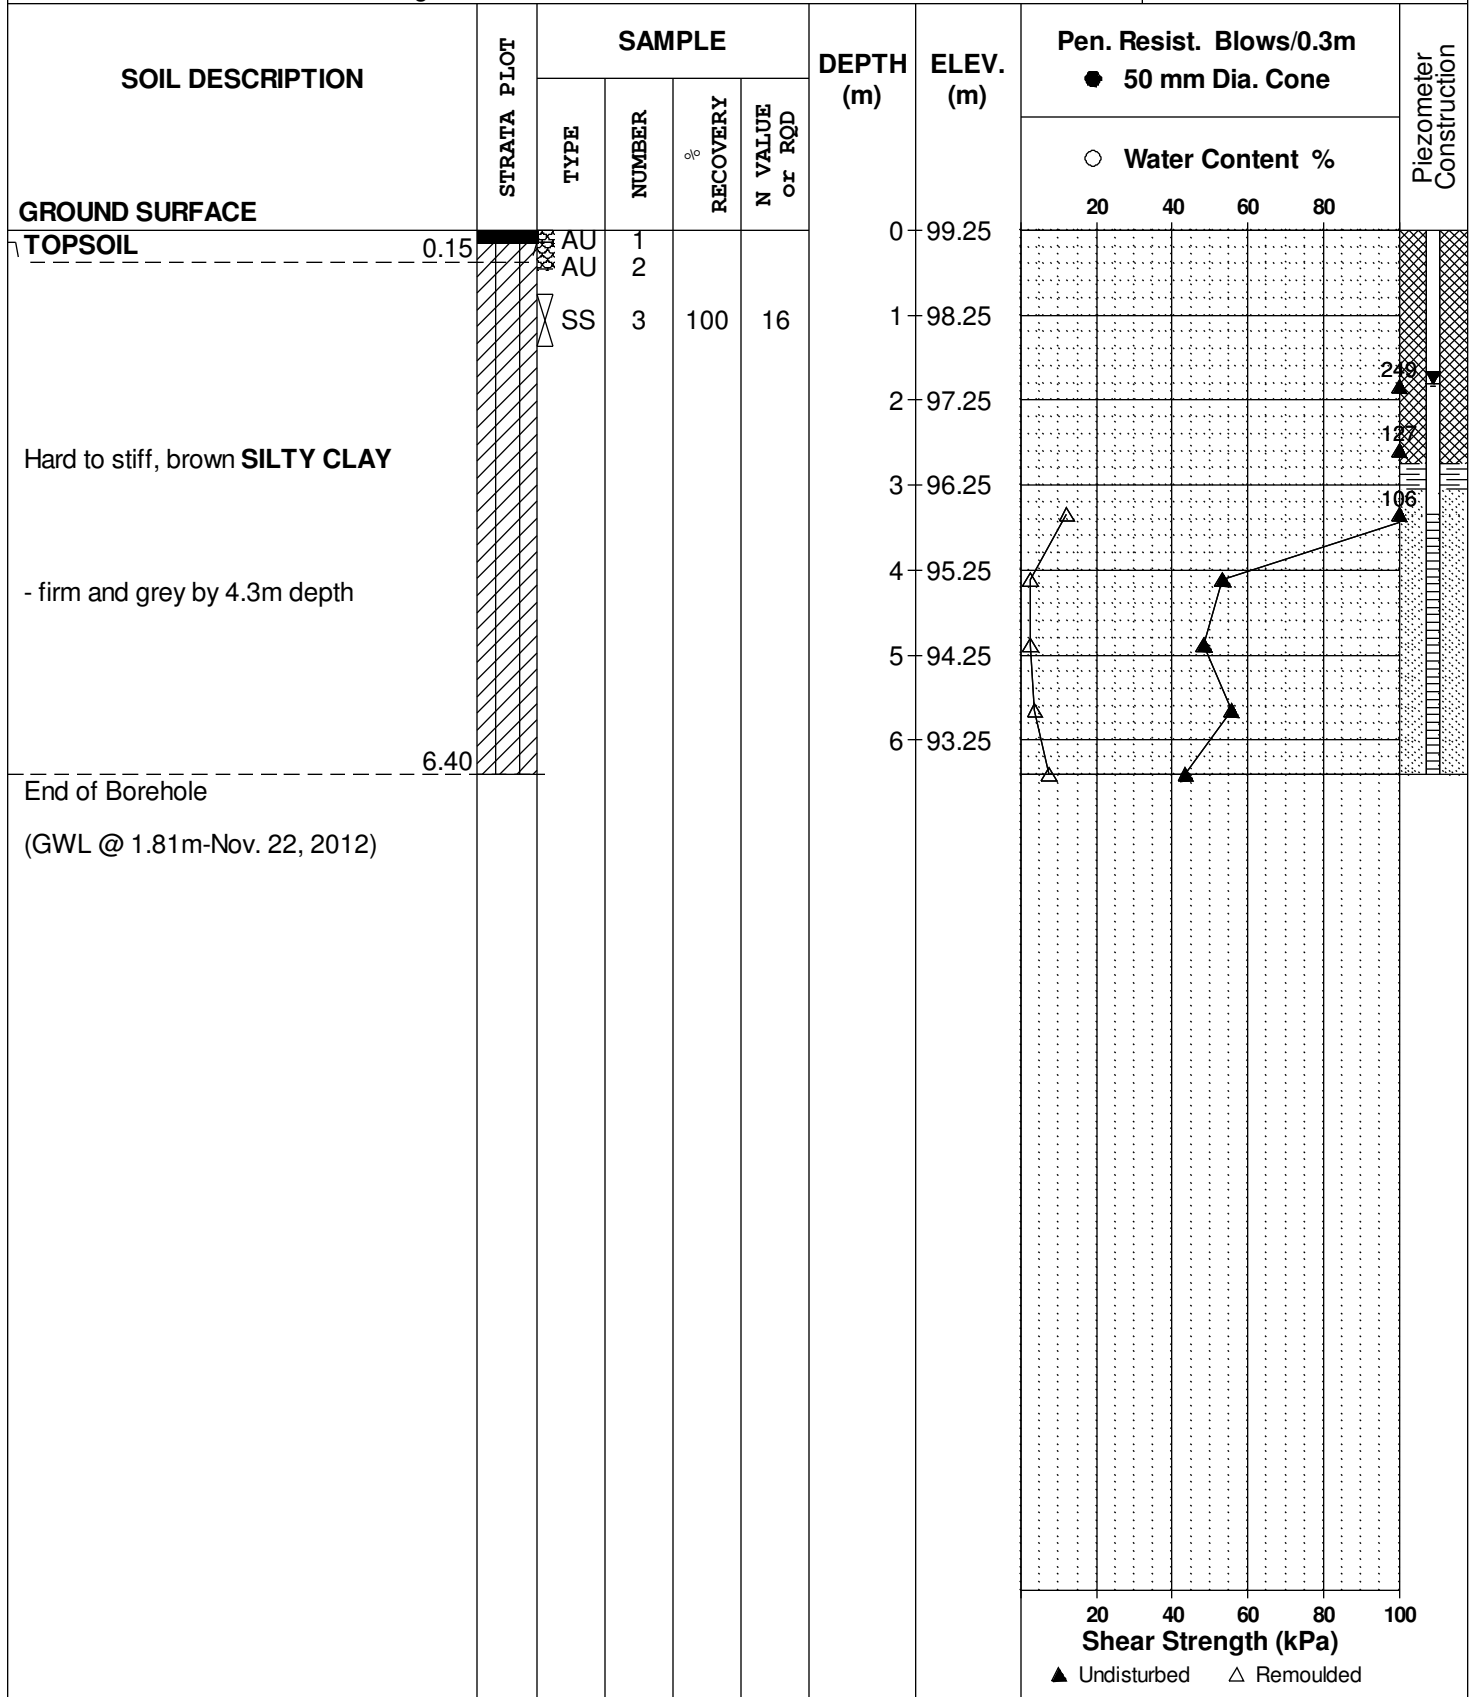 SOIL DESCRIPTION
GROUND SURFACE
STRATA PLOT
SAMPLE
TYPE
NUMBER
%
RECOVERY
N VALUE
or RQD
DEPTH
(m)
ELEV.
(m)
Pen. Resist. Blows/0.3m
● 50 mm Dia. Cone
○ Water Content %
20 40 60 80
Piezometer
Construction
TOPSOIL 0.15
AU 1
AU 2
SS 3 100 16
0 99.25
1 98.25
249
2 97.25
127
Hard to stiff, brown SILTY CLAY
3 96.25
106
4 95.25
- firm and grey by 4.3m depth
5 94.25
6 93.25
6.40
End of Borehole
(GWL @ 1.81m-Nov. 22, 2012)
20 40 60 80 100
Shear Strength (kPa)
▲ Undisturbed △ Remoulded